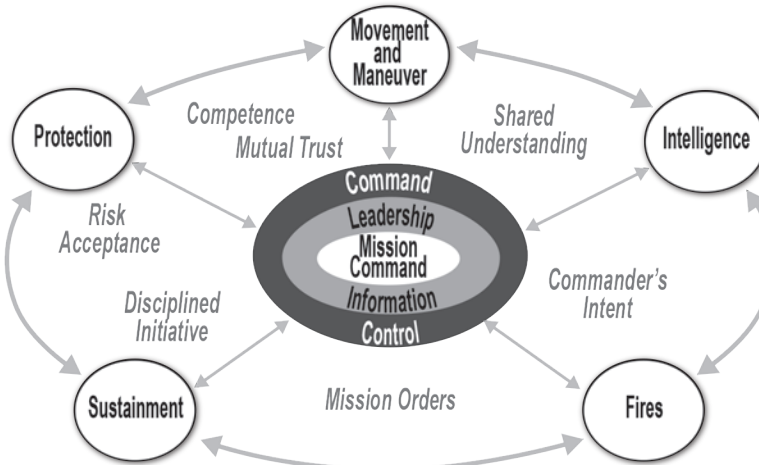 Movement
and
Maneuver
Competence
Mutual Trust
Shared
Understanding
Protection
Intelligence
Command
Leadership
Mission
Command
Information
Control
Risk
Acceptance
Disciplined
Initiative
Commander's
Intent
Sustainment
Mission Orders
Fires